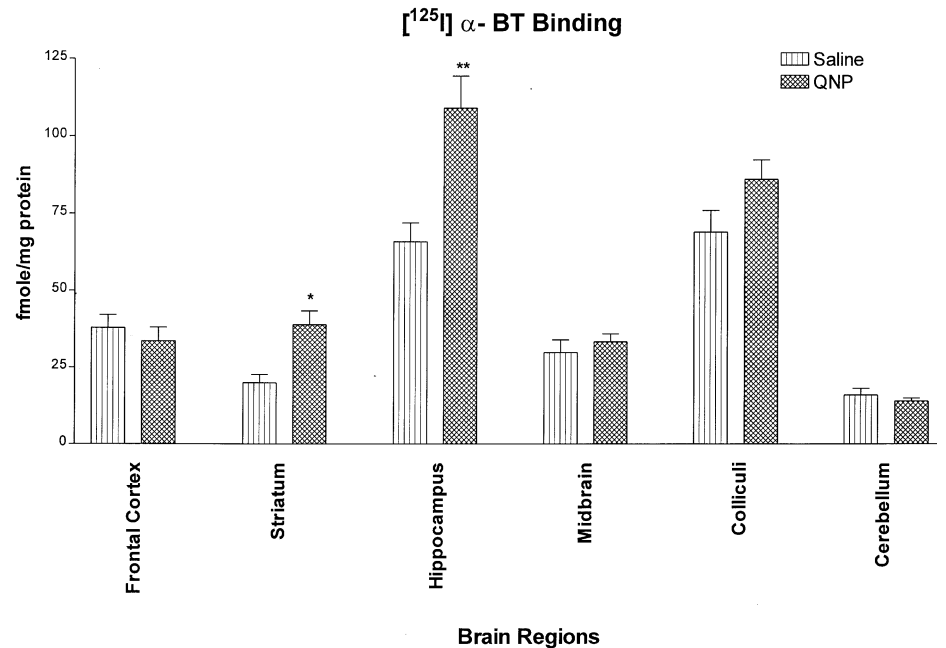 [¹²⁵I] α- BT Binding
Saline
QNP
fmole/mg protein
125
100
75
50
25
0
*
**
Frontal Cortex
Striatum
Hippocampus
Midbrain
Colliculi
Cerebellum
Brain Regions